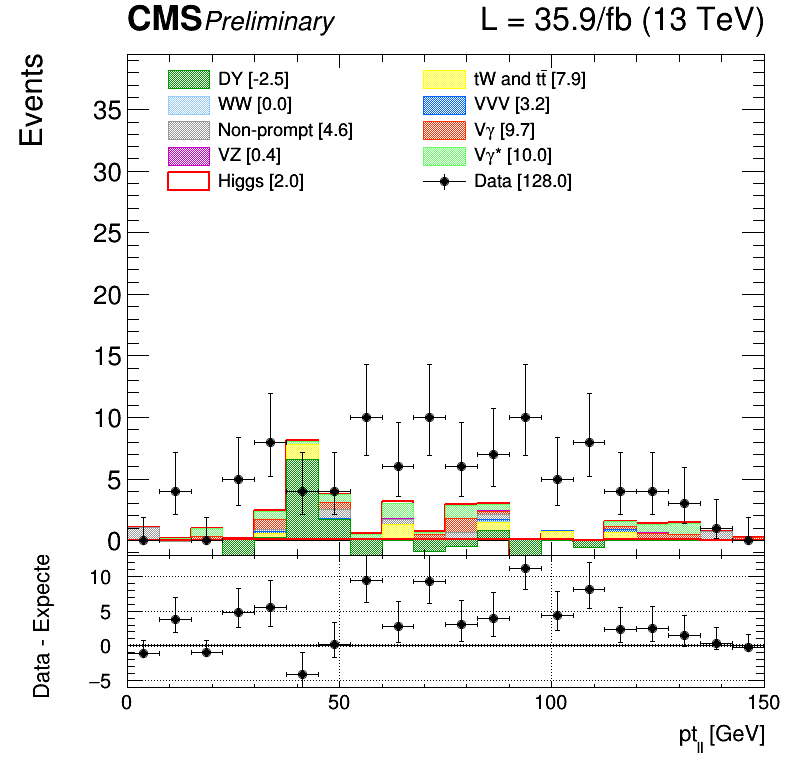 CMS Preliminary L = 35.9/fb (13 TeV)
Events
DY [-2.5]
WW [0.0]
Non-prompt [4.6]
VZ [0.4]
Higgs [2.0]
tW and tt̄ [7.9]
VVV [3.2]
Vγ [9.7]
Vγ* [10.0]
Data [128.0]
35
30
25
20
15
10
5
0
Data - Expecte
10
5
0
−5
0 50 100 150
pt_ll [GeV]